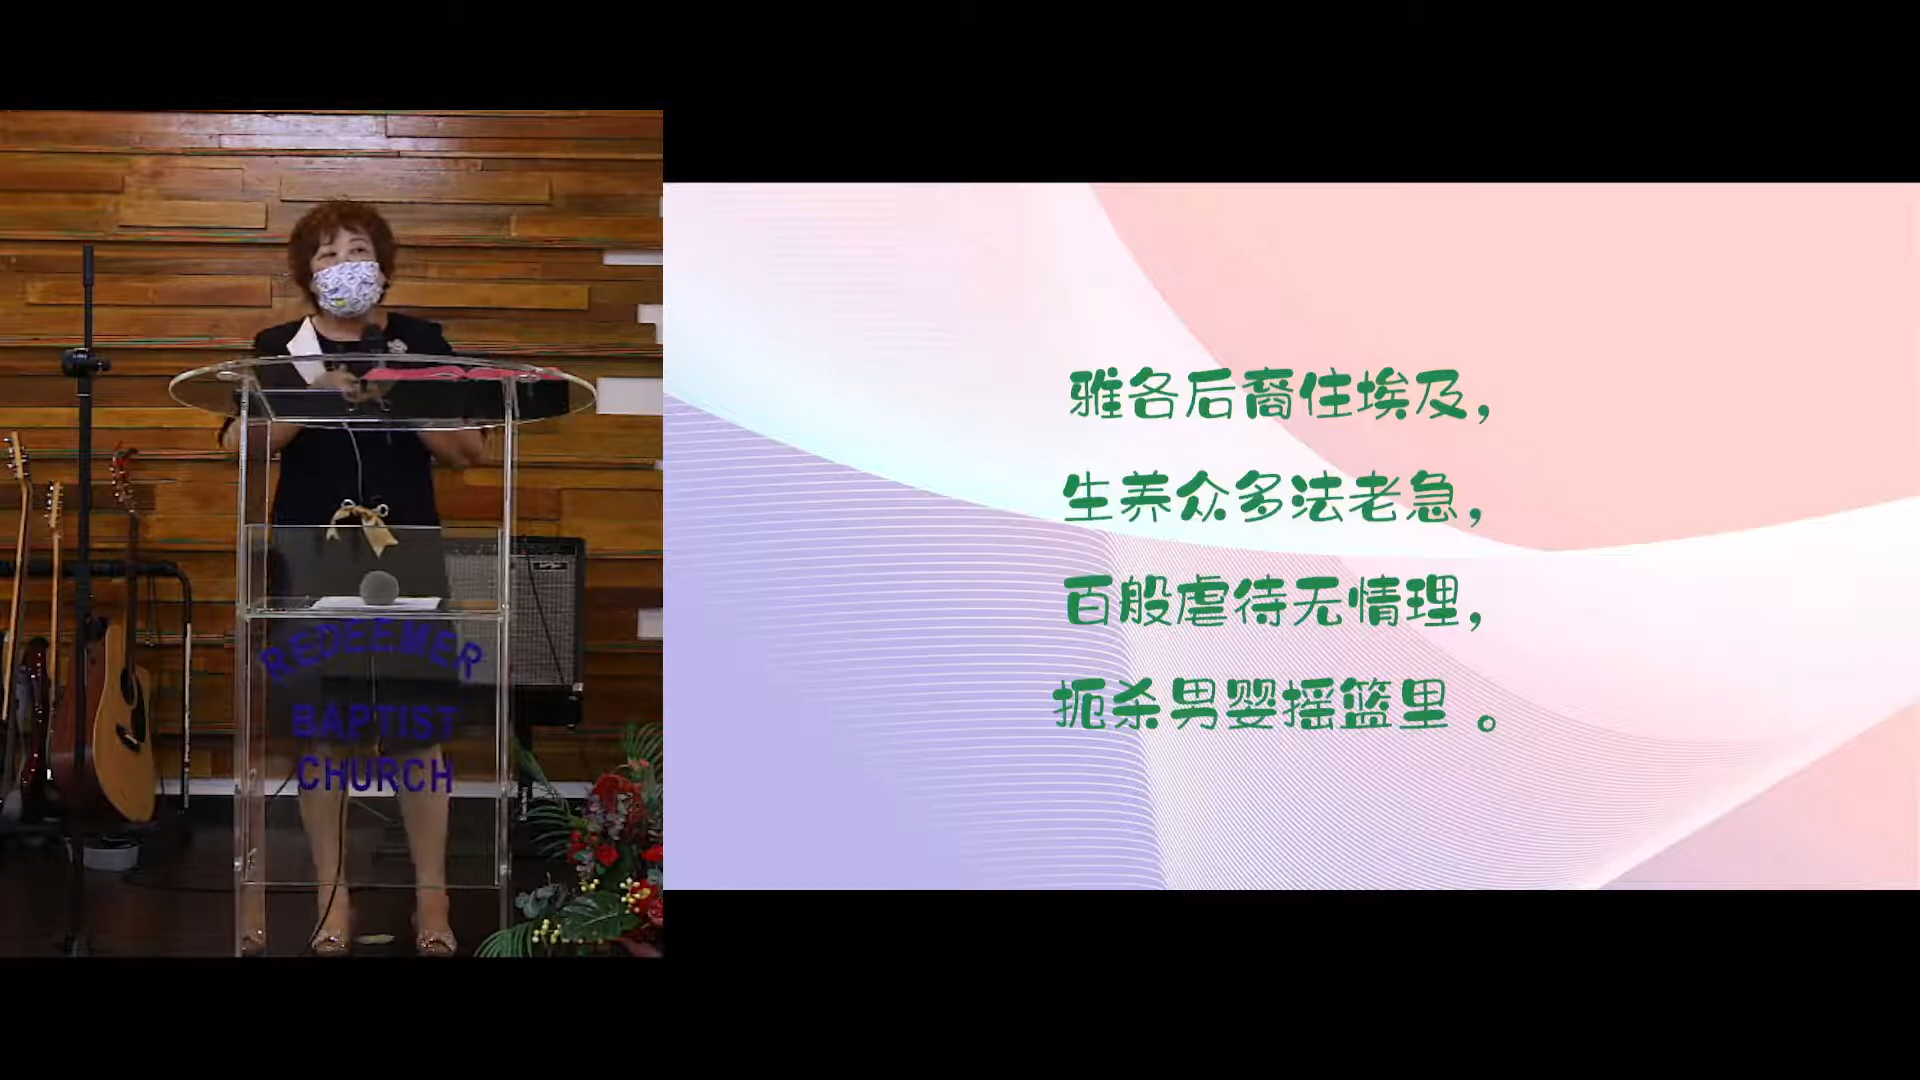 REDEEMER
BAPTIST
CHURCH
雅各后裔住埃及，
生养众多法老急，
百般虐待无情理，
扼杀男婴摇篮里。